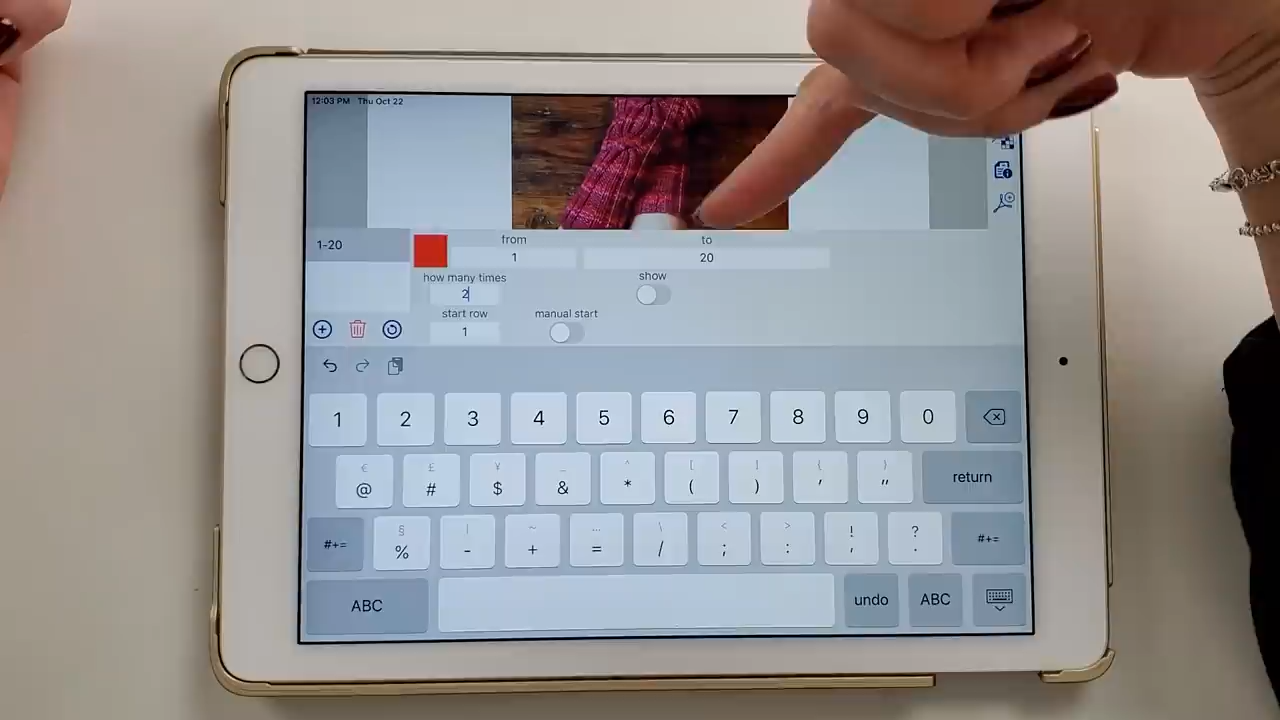 12:03 PM Thu Oct 22
1-20
from
to
1
20
how many times
show
2
start row
manual start
1
1 2 3 4 5 6 7 8 9 0
€ £ ¥ _ ^ [ ] { }
@ # $ & * ( ) ' " return
§ | ~ … \ < > ! ?
#+= % - + = / ; : , . #+=
ABC undo ABC